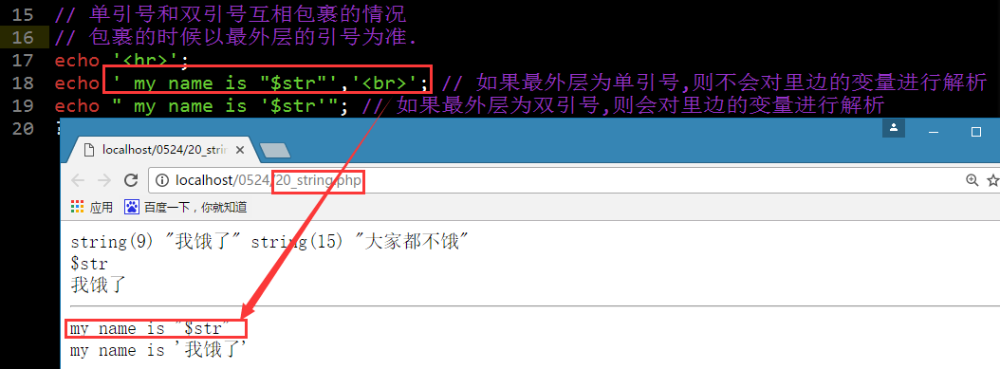 15 // 单引号和双引号互相包裹的情况
16 // 包裹的时候以最外层的引号为准.
17 echo '<hr>';
18 echo ' my name is "$str"','<br>'; // 如果最外层为单引号,则不会对里边的变量进行解析
19 echo " my name is '$str'"; // 如果最外层为双引号,则会对里边的变量进行解析
20
localhost/0524/20_strin
localhost/0524/20_string.php
应用 百度一下，你就知道
string(9) "我饿了" string(15) "大家都不饿"
$str
我饿了
my name is "$str"
my name is '我饿了'